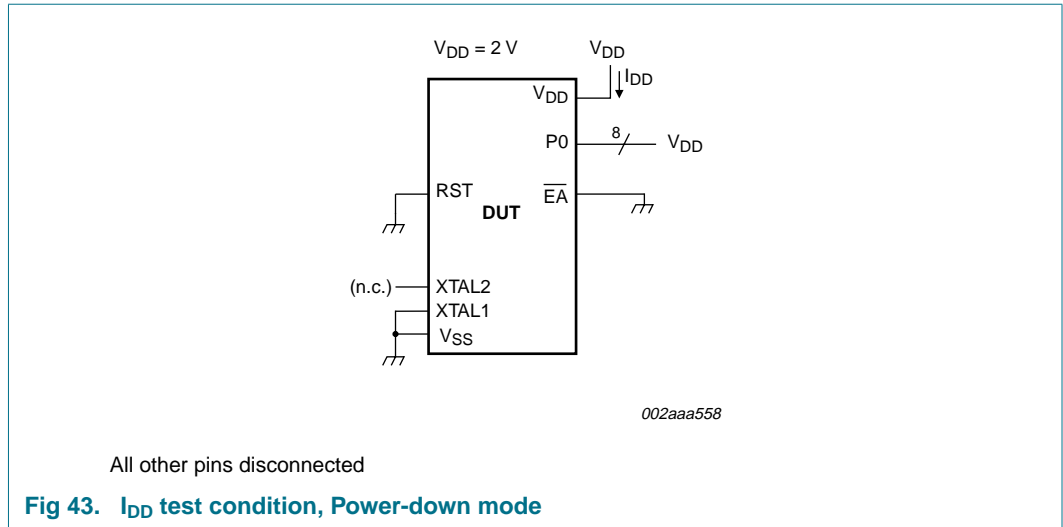 V_DD = 2 V
V_DD
I_DD
V_DD
P0
8
V_DD
RST
E̅A̅
DUT
(n.c.)
XTAL2
XTAL1
V_SS
002aaa558
All other pins disconnected
Fig 43. I_DD test condition, Power-down mode